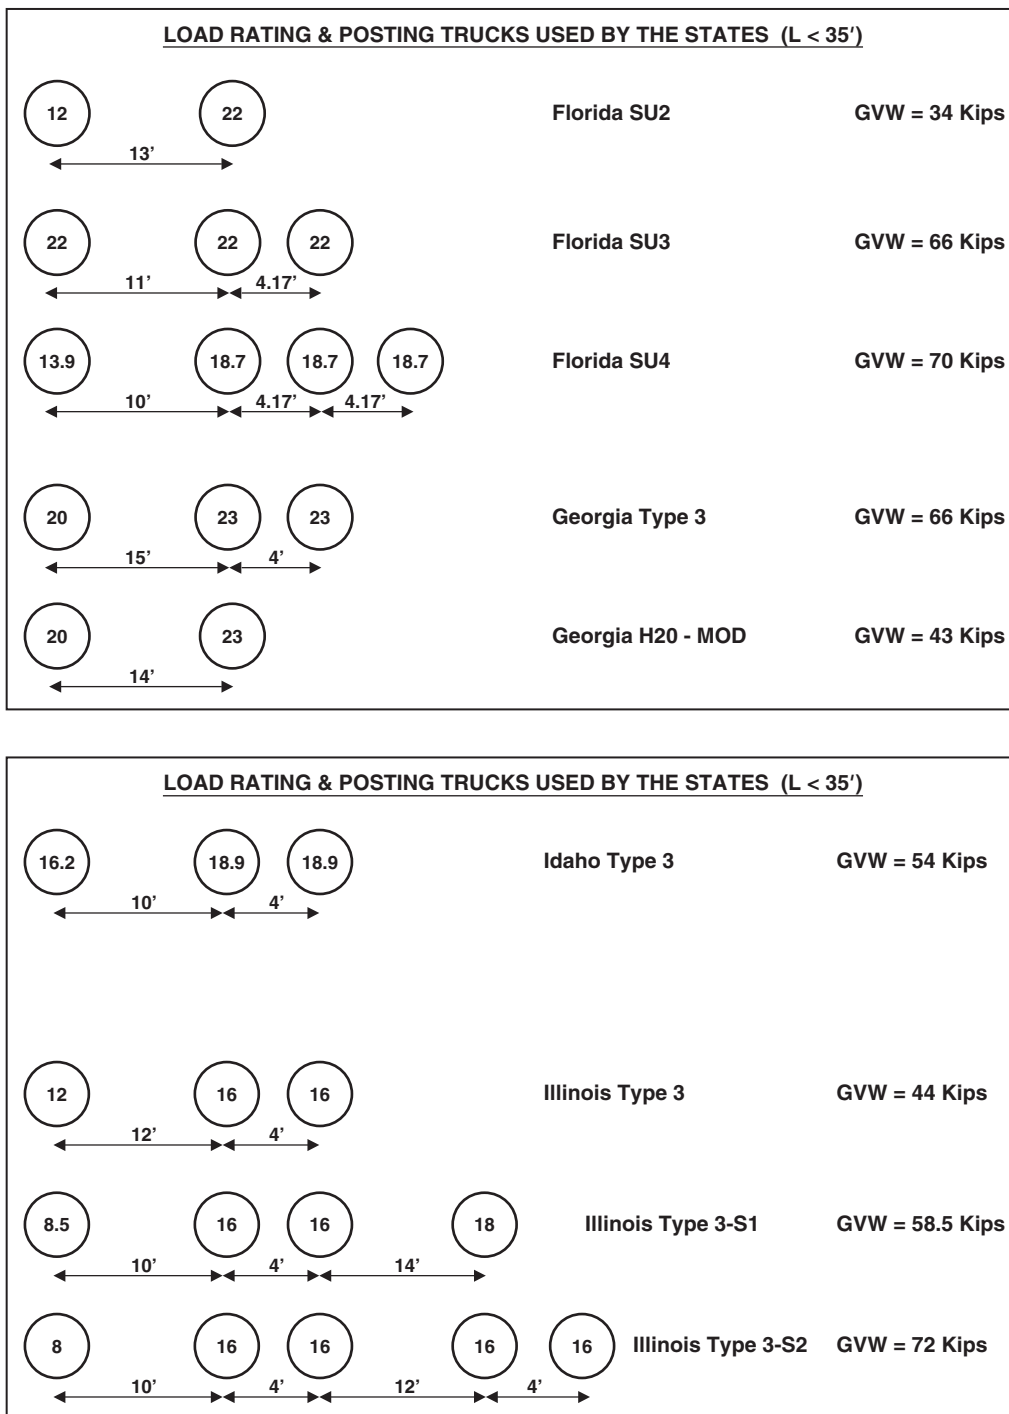 LOAD RATING & POSTING TRUCKS USED BY THE STATES (L < 35′)
12 22 Florida SU2 GVW = 34 Kips
13’
22 22 22 Florida SU3 GVW = 66 Kips
11’ 4.17’
13.9 18.7 18.7 18.7 Florida SU4 GVW = 70 Kips
10’ 4.17’ 4.17’
20 23 23 Georgia Type 3 GVW = 66 Kips
15’ 4’
20 23 Georgia H20 - MOD GVW = 43 Kips
14’
LOAD RATING & POSTING TRUCKS USED BY THE STATES (L < 35′)
16.2 18.9 18.9 Idaho Type 3 GVW = 54 Kips
10’ 4’
12 16 16 Illinois Type 3 GVW = 44 Kips
12’ 4’
8.5 16 16 18 Illinois Type 3-S1 GVW = 58.5 Kips
10’ 4’ 14’
8 16 16 16 16 Illinois Type 3-S2 GVW = 72 Kips
10’ 4’ 12’ 4’